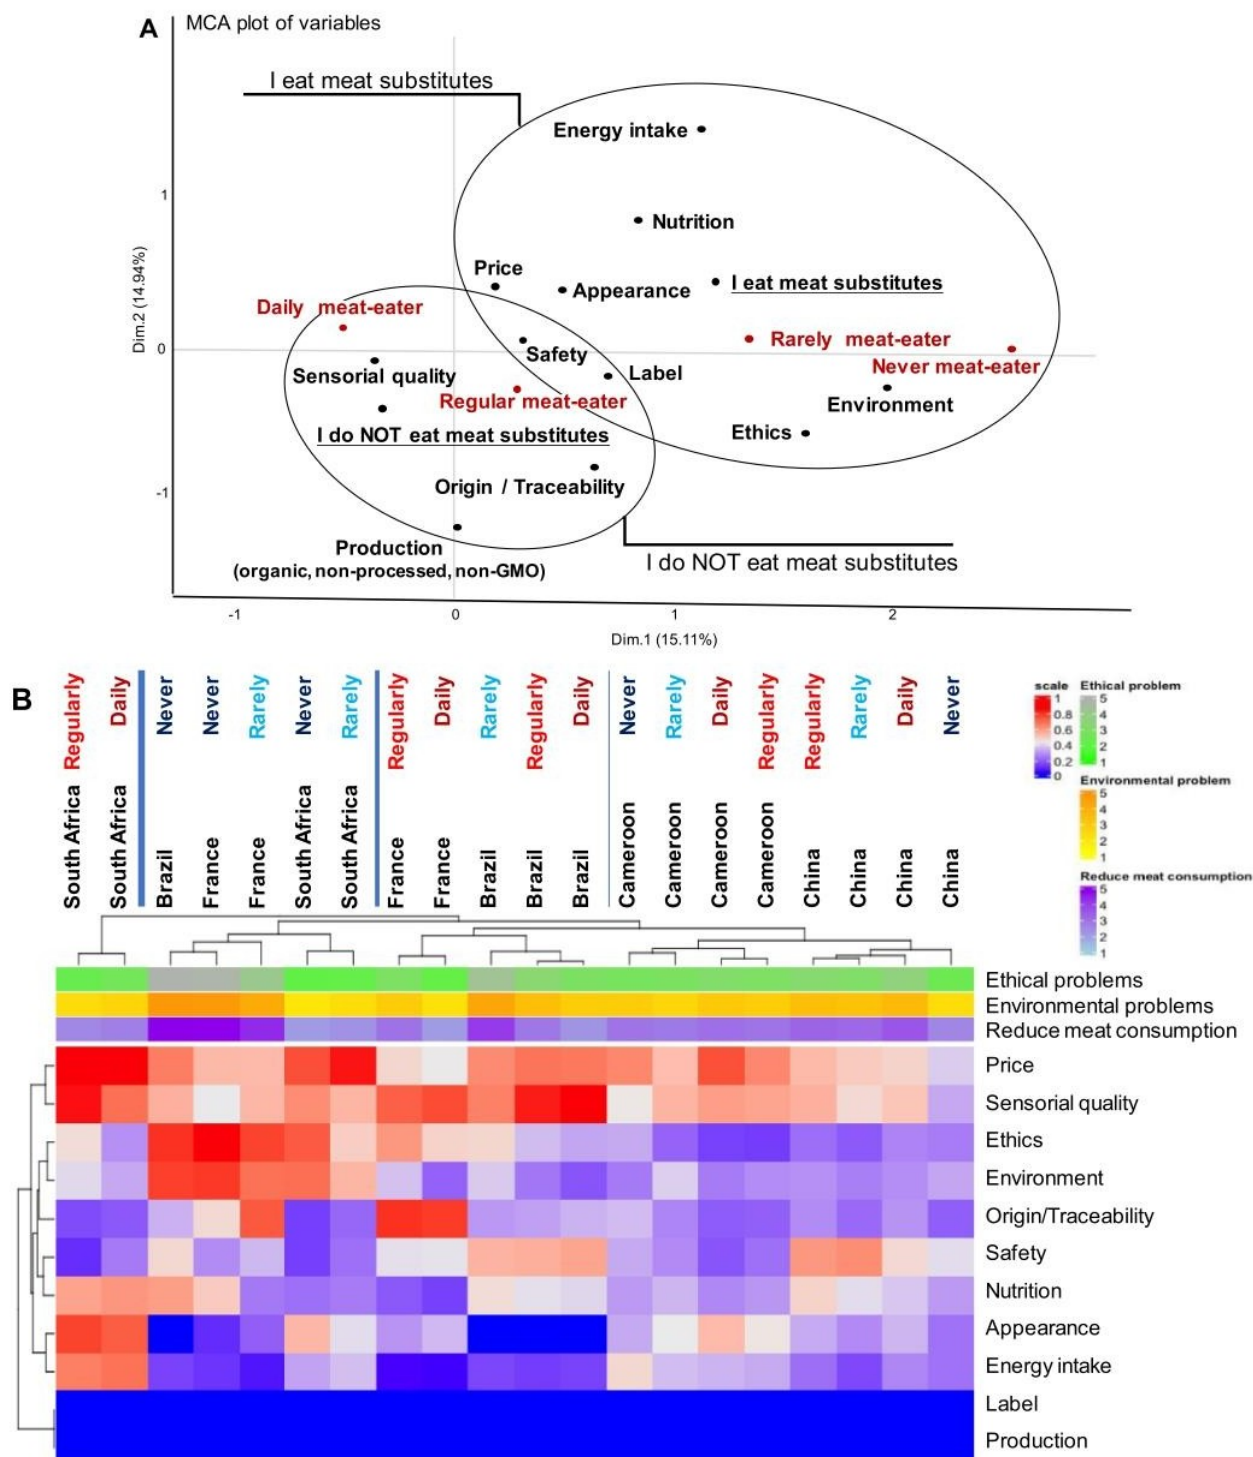 A MCA plot of variables
I eat meat substitutes
Energy intake
1
Nutrition
Price
I eat meat substitutes
Appearance
Daily meat-eater
Dim.2 (14.94%)
0
Rarely meat-eater
Safety
Never meat-eater
Sensorial quality
Label
Regular meat-eater
Environment
I do NOT eat meat substitutes
Ethics
Origin / Traceability
-1
Production
(organic, non-processed, non-GMO)
I do NOT eat meat substitutes
-1 0 1 2
Dim.1 (15.11%)
B
Regularly Daily Never Never Rarely Never Rarely Regularly Daily Rarely Regularly Daily Never Rarely Daily Regularly Regularly Rarely Daily Never
South Africa South Africa Brazil France France South Africa South Africa France France Brazil Brazil Brazil Cameroon Cameroon Cameroon Cameroon China China China China
scale
1
0.8
0.6
0.4
0.2
0
Ethical problem
5
4
3
2
1
Environmental problem
5
4
3
2
1
Reduce meat consumption
5
4
3
2
1
Ethical problems
Environmental problems
Reduce meat consumption
Price
Sensorial quality
Ethics
Environment
Origin/Traceability
Safety
Nutrition
Appearance
Energy intake
Label
Production